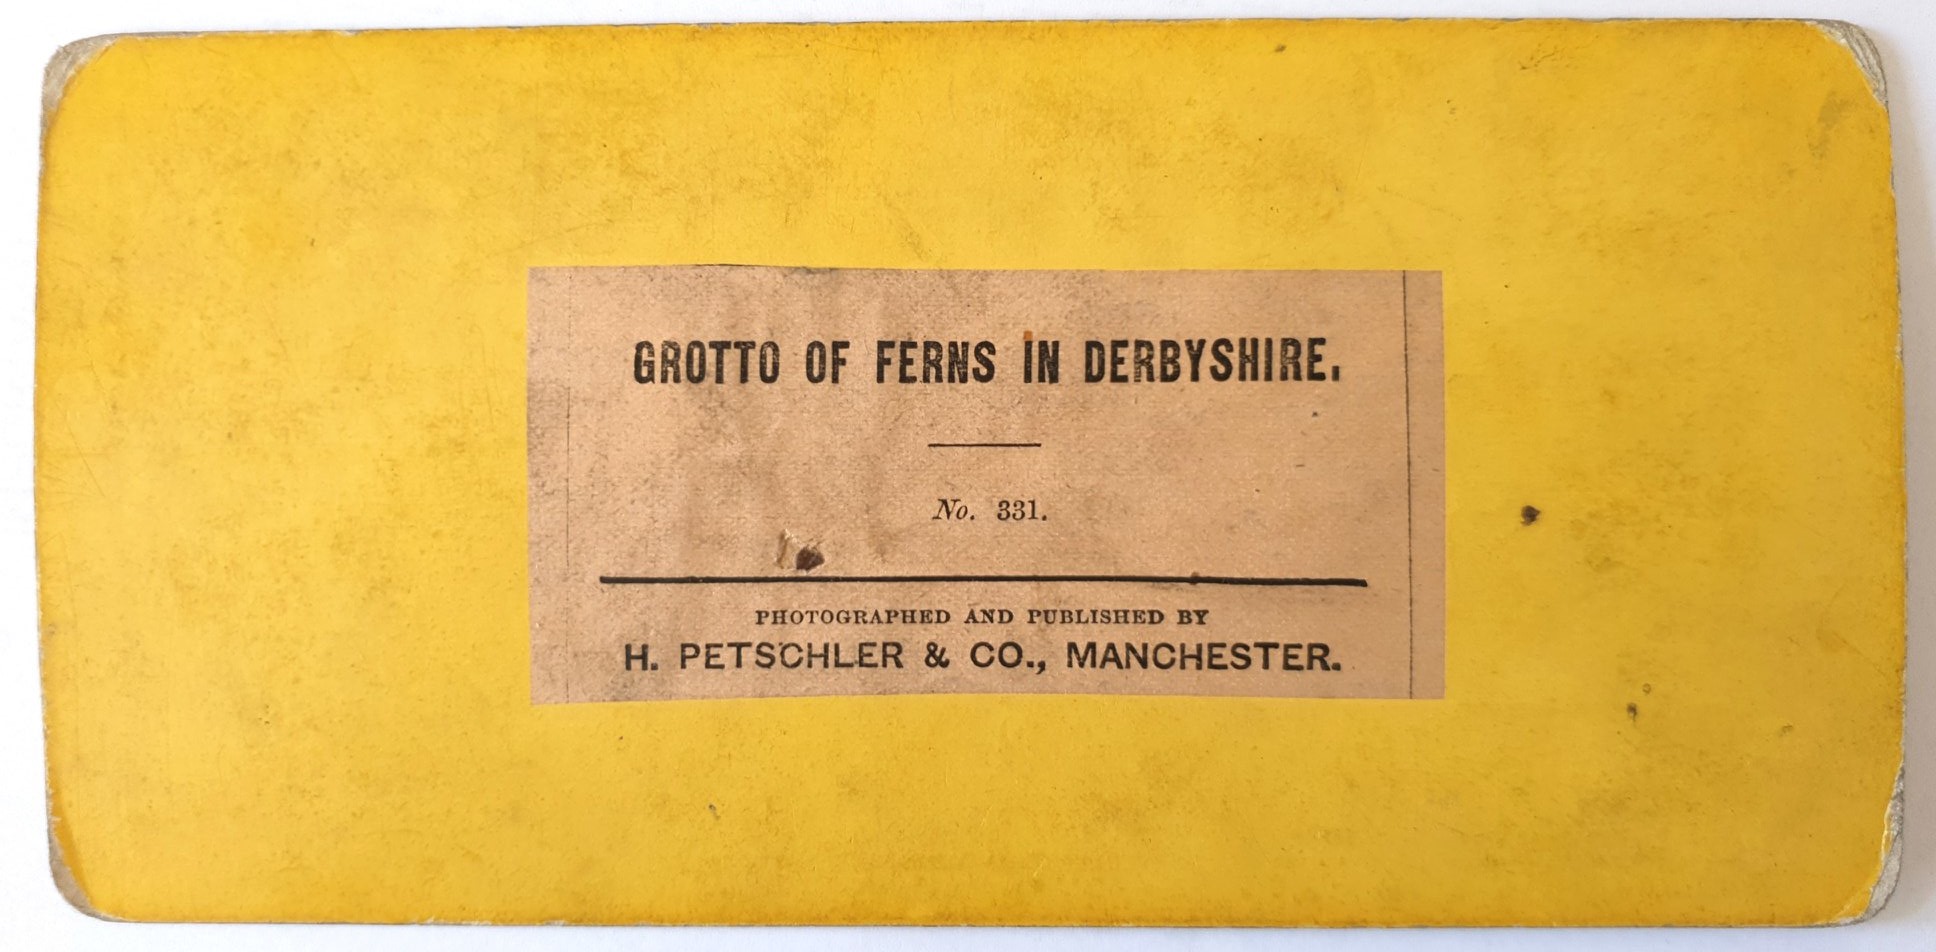 GROTTO OF FERNS IN DERBYSHIRE.
No. 331.
PHOTOGRAPHED AND PUBLISHED BY
H. PETSCHLER & CO., MANCHESTER.